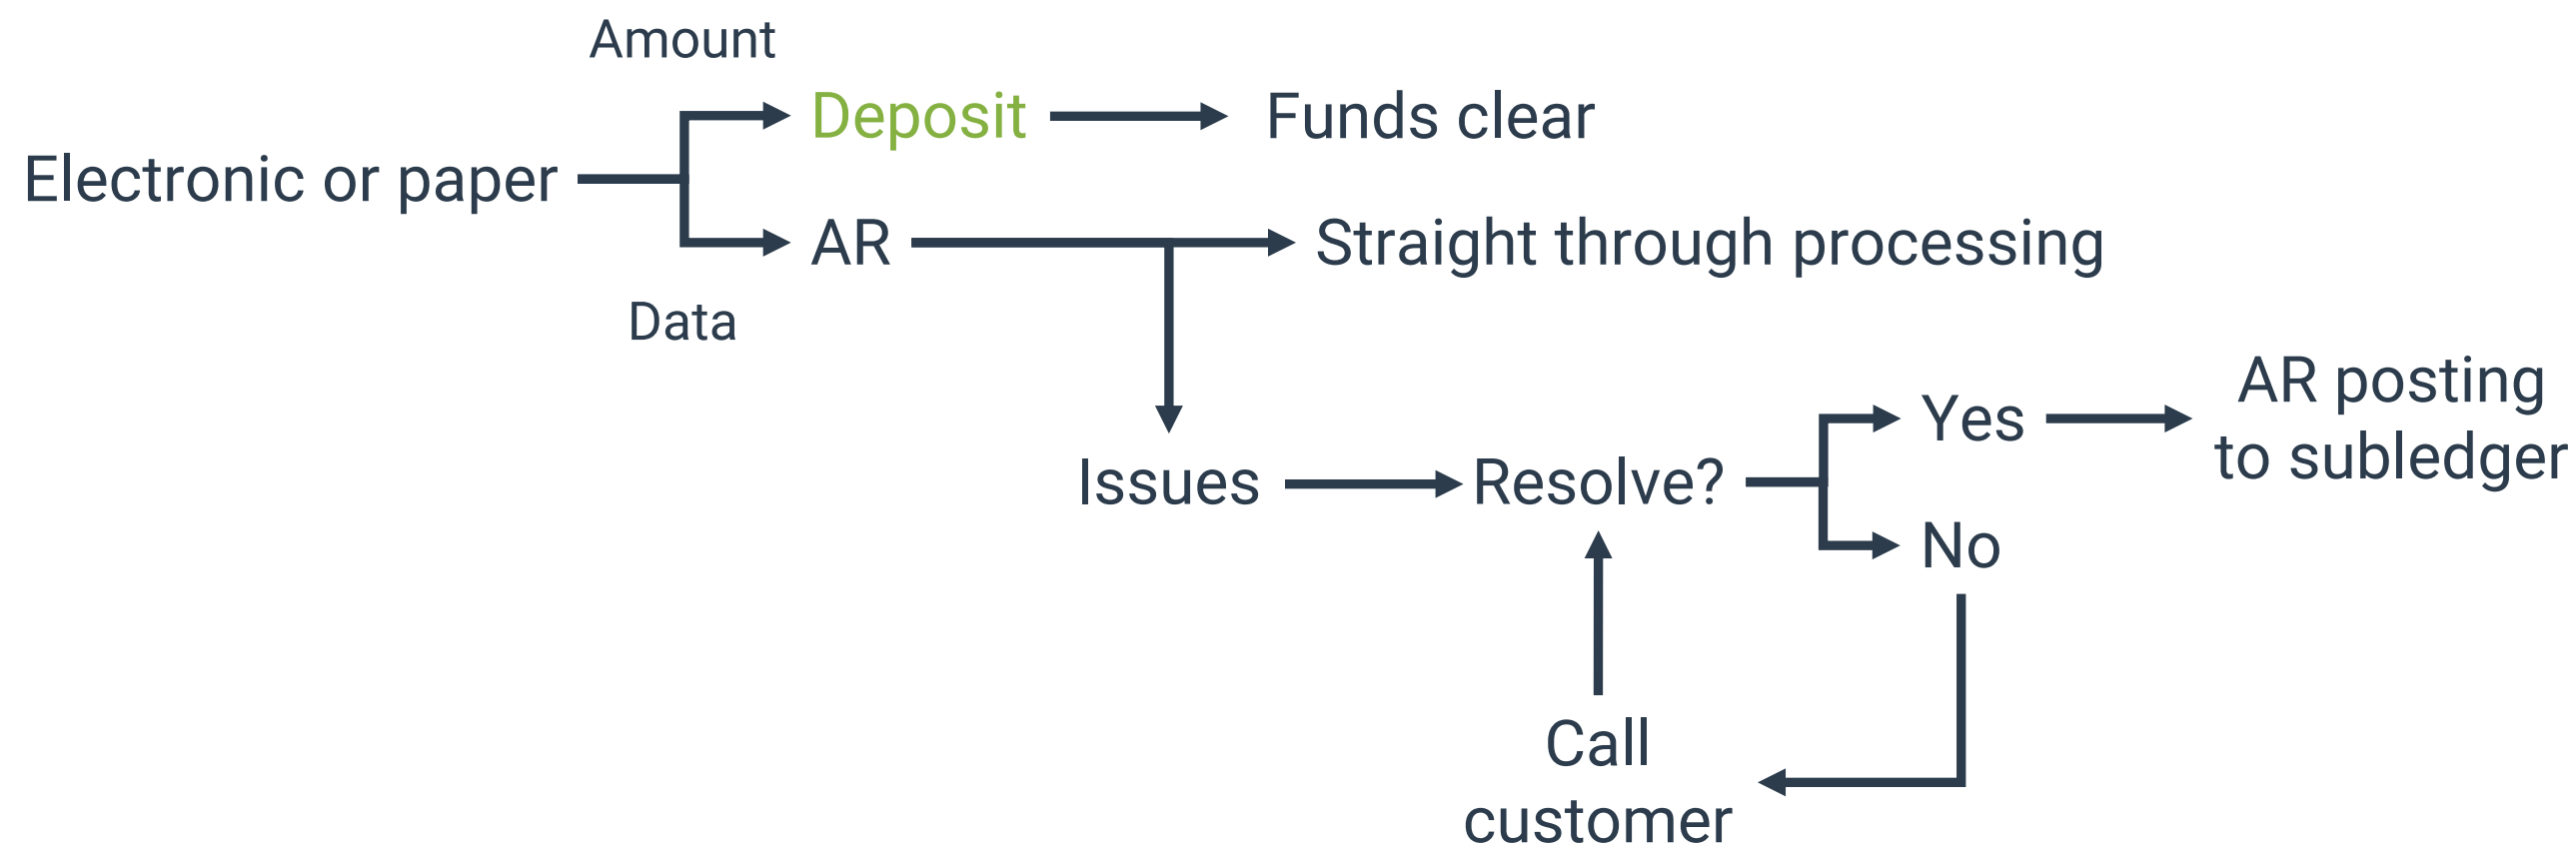 Amount
Deposit
Funds clear
Electronic or paper
AR
Straight through processing
Data
Issues
Resolve?
Yes
AR posting
to subledger
No
Call
customer